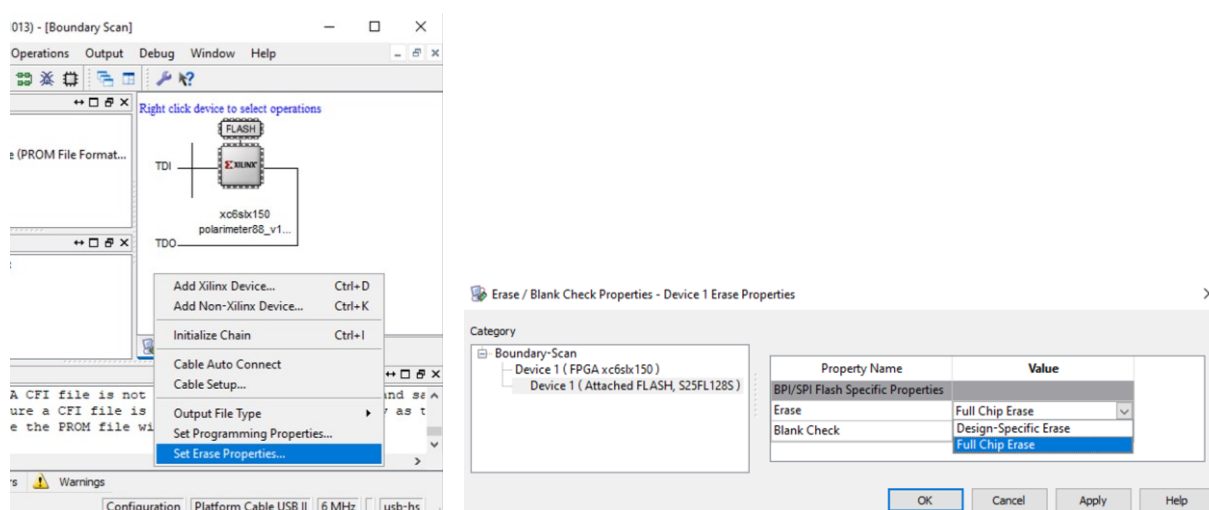 013) - [Boundary Scan]
Operations Output Debug Window Help
Right click device to select operations
FLASH
e (PROM File Format...
TDI
XILINX
xc6slx150
polarimeter88_v1...
TDO
Add Xilinx Device... Ctrl+D
Add Non-Xilinx Device... Ctrl+K
Initialize Chain Ctrl+I
Cable Auto Connect
Cable Setup...
Output File Type
Set Programming Properties...
Set Erase Properties...
A CFI file is not
nd sa
ure a CFI file is
as t
e the PROM file wi
rs Warnings
Configuration Platform Cable USB II 6 MHz usb-hs
Erase / Blank Check Properties - Device 1 Erase Properties
Category
Boundary-Scan
Device 1 ( FPGA xc6slx150 )
Device 1 ( Attached FLASH, S25FL128S )
Property Name Value
BPI/SPI Flash Specific Properties
Erase Full Chip Erase
Blank Check
Design-Specific Erase
Full Chip Erase
OK Cancel Apply Help